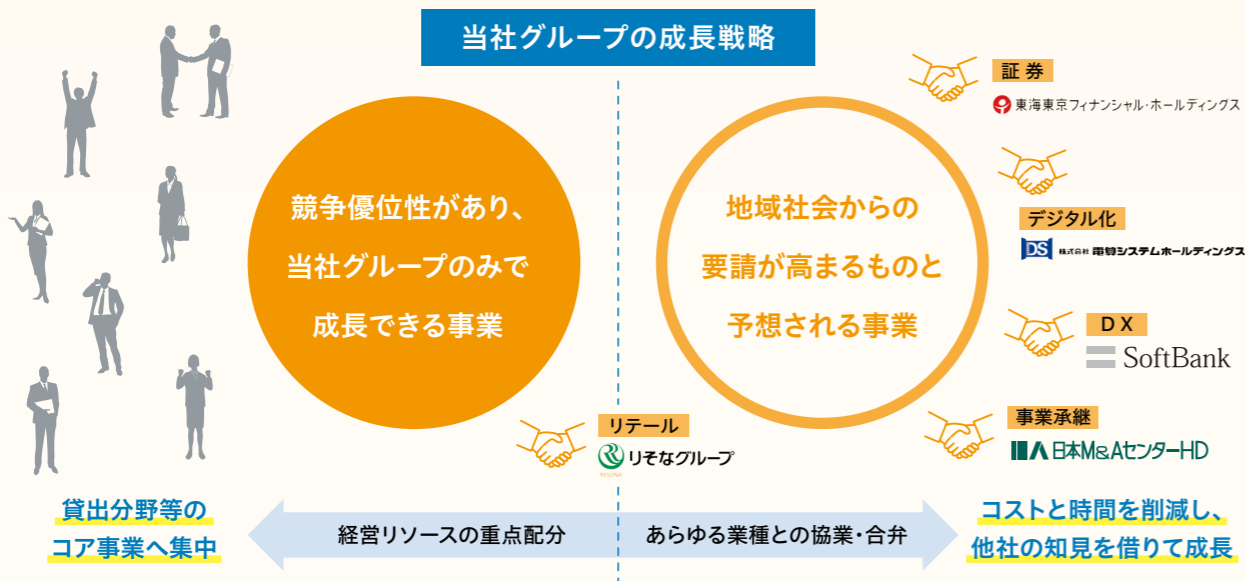 当社グループの成長戦略
競争優位性があり、
当社グループのみで
成長できる事業
地域社会からの
要請が高まるものと
予想される事業
証券
東海東京フィナンシャル・ホールディングス
デジタル化
DS 株式会社 電算システムホールディングス
DX
SoftBank
事業承継
日本M&AセンターHD
リテール
りそなグループ
RESONA
貸出分野等の
コア事業へ集中
経営リソースの重点配分
あらゆる業種との協業・合弁
コストと時間を削減し、
他社の知見を借りて成長